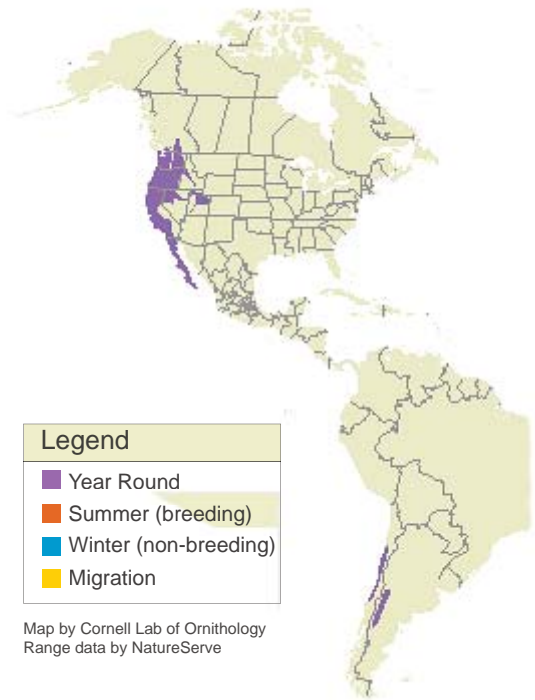 Legend
Year Round
Summer (breeding)
Winter (non-breeding)
Migration
Map by Cornell Lab of Ornithology
Range data by NatureServe